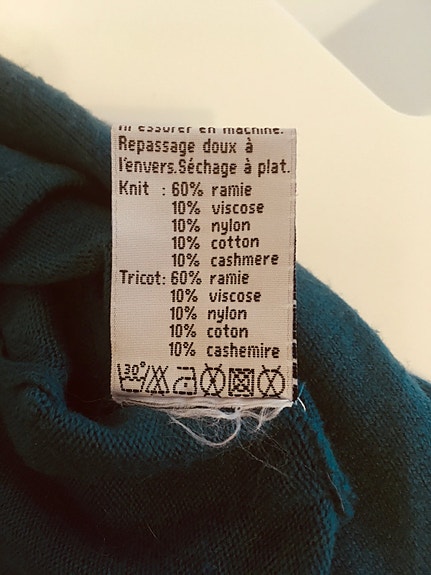 ni essorer en machine.
Repassage doux à
l'envers.Séchage à plat.
Knit : 60% ramie
10% viscose
10% nylon
10% cotton
10% cashmere
Tricot: 60% ramie
10% viscose
10% nylon
10% coton
10% cashemire
30°